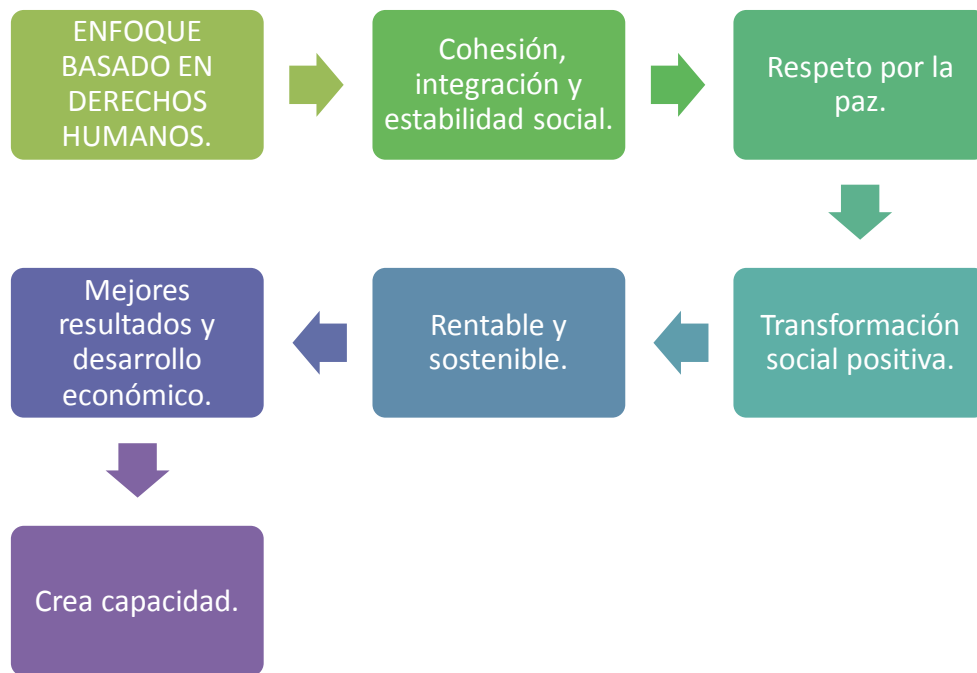 ENFOQUE
BASADO EN
DERECHOS
HUMANOS.
Cohesión,
integración y
estabilidad social.
Respeto por la
paz.
Transformación
social positiva.
Rentable y
sostenible.
Mejores
resultados y
desarrollo
económico.
Crea capacidad.